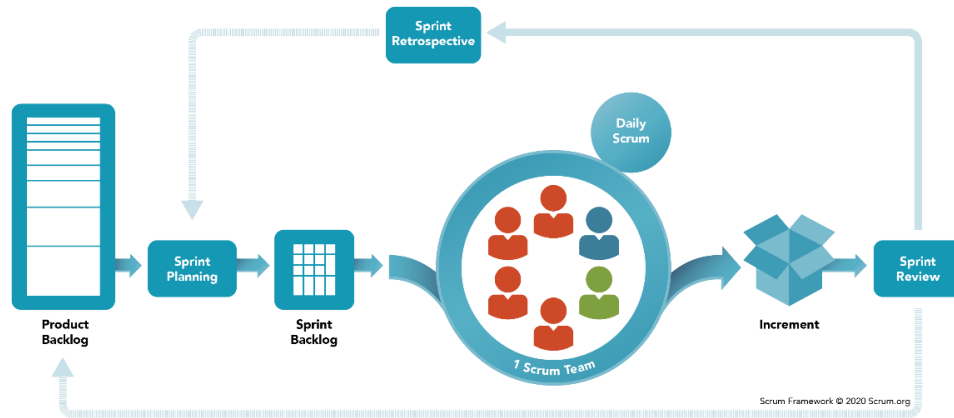 Sprint
Retrospective
Daily
Scrum
Sprint
Planning
Sprint
Review
Product
Backlog
Sprint
Backlog
1 Scrum Team
Increment
Scrum Framework © 2020 Scrum.org